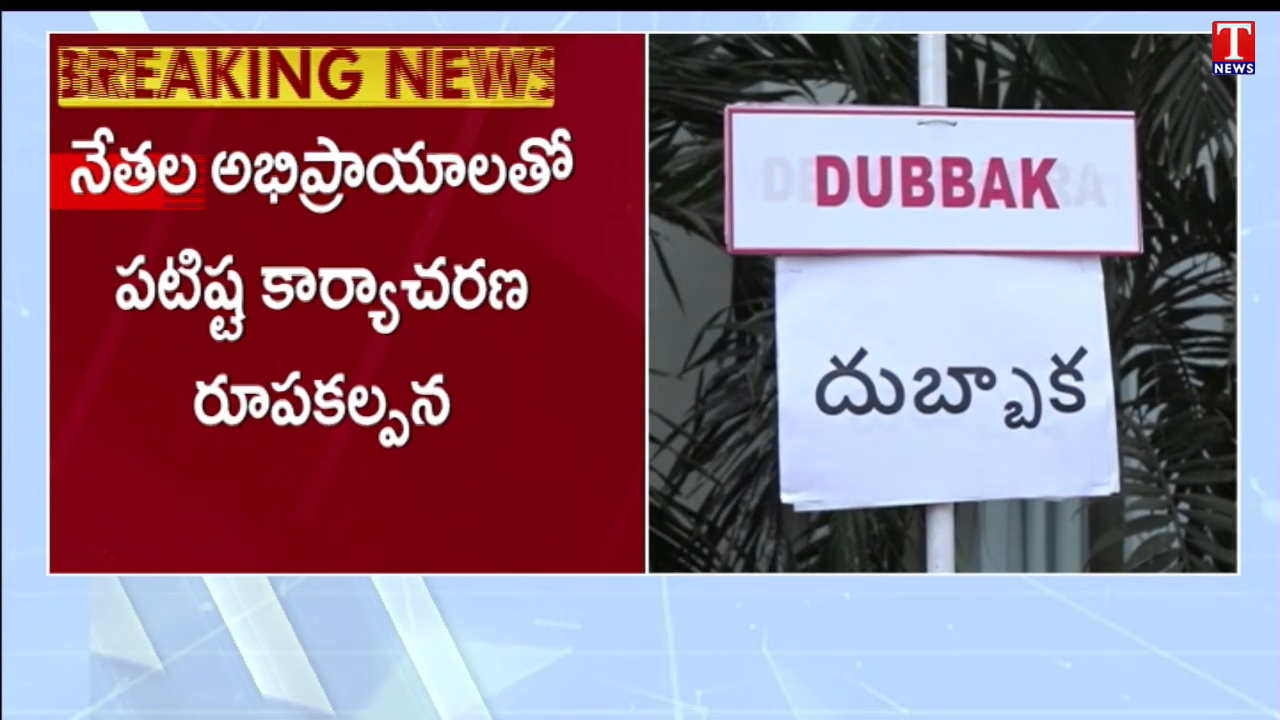 BREAKING NEWS
నేతల అభిప్రాయాలతో
పటిష్ట కార్యాచరణ
రూపకల్పన
T
NEWS
DUBBAK
దుబ్బాక